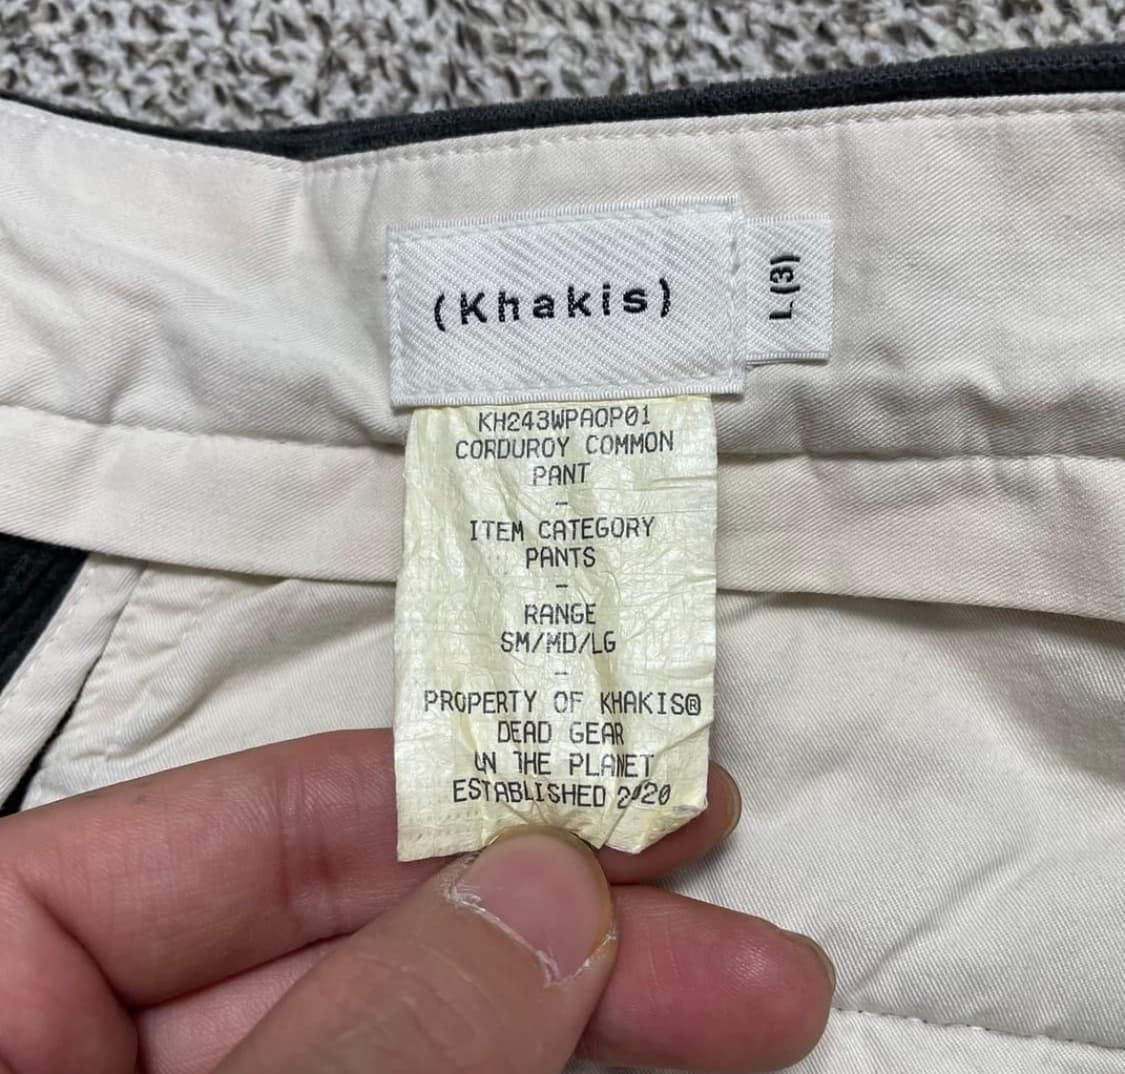 (Khakis)
L (3)
KH243WPAOP01
CORDUROY COMMON
PANT
–
ITEM CATEGORY
PANTS
–
RANGE
SM/MD/LG
–
PROPERTY OF KHAKIS®
DEAD GEAR
ON THE PLANET
ESTABLISHED 2020